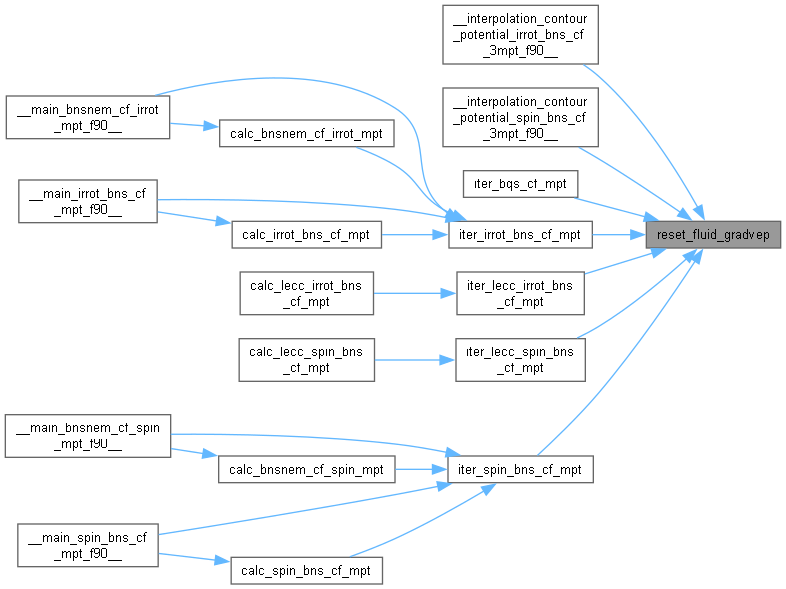 __interpolation_contour
_potential_irrot_bns_cf
_3mpt_f90__
__interpolation_contour
_potential_spin_bns_cf
_3mpt_f90__
__main_bnsnem_cf_irrot
_mpt_f90__
calc_bnsnem_cf_irrot_mpt
iter_bqs_cf_mpt
__main_irrot_bns_cf
_mpt_f90__
calc_irrot_bns_cf_mpt
iter_irrot_bns_cf_mpt
reset_fluid_gradvep
calc_lecc_irrot_bns
_cf_mpt
iter_lecc_irrot_bns
_cf_mpt
calc_lecc_spin_bns
_cf_mpt
iter_lecc_spin_bns
_cf_mpt
__main_bnsnem_cf_spin
_mpt_f90__
calc_bnsnem_cf_spin_mpt
iter_spin_bns_cf_mpt
__main_spin_bns_cf
_mpt_f90__
calc_spin_bns_cf_mpt